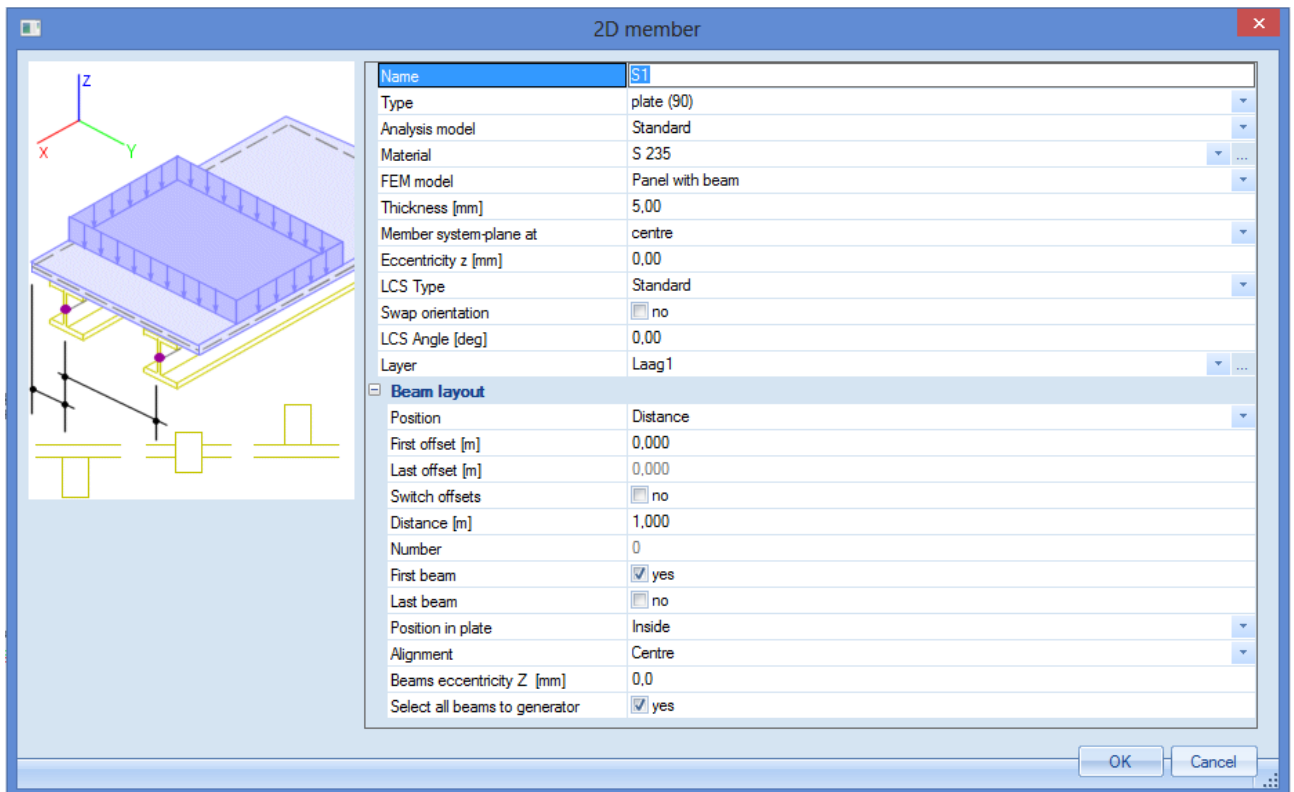 2D member
Z
X
Y
Name S1
Type plate (90)
Analysis model Standard
Material S 235 ...
FEM model Panel with beam
Thickness [mm] 5,00
Member system-plane at centre
Eccentricity z [mm] 0,00
LCS Type Standard
Swap orientation no
LCS Angle [deg] 0,00
Layer Laag1 ...
Beam layout
Position Distance
First offset [m] 0,000
Last offset [m] 0,000
Switch offsets no
Distance [m] 1,000
Number 0
First beam yes
Last beam no
Position in plate Inside
Alignment Centre
Beams eccentricity Z [mm] 0,0
Select all beams to generator yes
OK Cancel